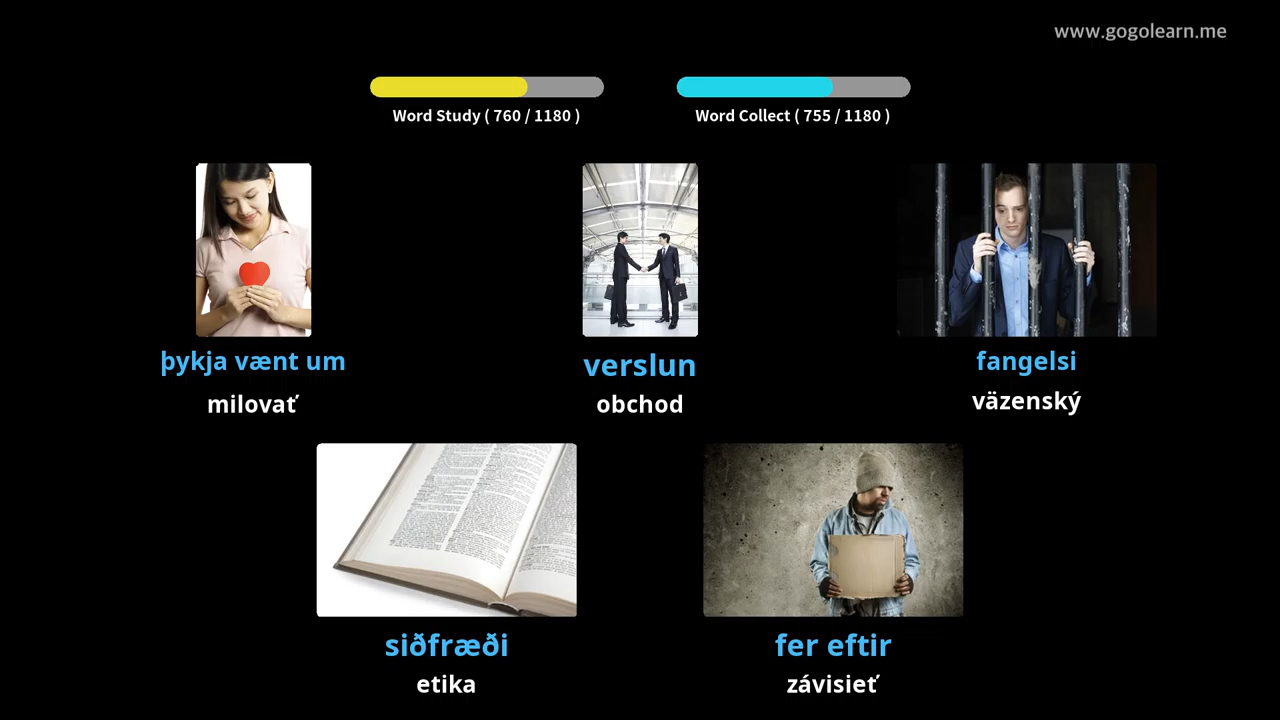 www.gogolearn.me
Word Study ( 760 / 1180 )
Word Collect ( 755 / 1180 )
þykja vænt um
verslun
fangelsi
milovať
obchod
väzenský
siðfræði
fer eftir
etika
závisieť